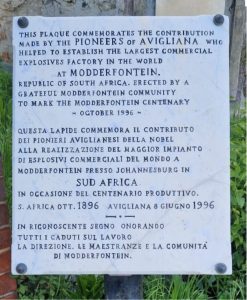 THIS PLAQUE COMMEMORATES THE CONTRIBUTION
MADE BY THE PIONEERS OF AVIGLIANA WHO
HELPED TO ESTABLISH THE LARGEST COMMERCIAL
EXPLOSIVES FACTORY IN THE WORLD
AT MODDERFONTEIN,
REPUBLIC OF SOUTH AFRICA. ERECTED BY A
GRATEFUL MODDERFONTEIN COMMUNITY
TO MARK THE MODDERFONTEIN CENTENARY
- OCTOBER 1996 -
QUESTA LAPIDE COMMEMORA IL CONTRIBUTO
DEI PIONIERI AVIGLIANESI DELLA NOBEL
ALLA REALIZZAZIONE DEL MAGGIOR IMPIANTO
DI ESPLOSIVI COMMERCIALI DEL MONDO A
MODDERFONTEIN PRESSO JOHANNESBURG IN
SUD AFRICA
IN OCCASIONE DEL CENTENARIO PRODUTTIVO.
S. AFRICA OTT. 1896 AVIGLIANA 8 GIUGNO 1996
IN RICONOSCENTE SEGNO ONORANDO
TUTTI I CADUTI SUL LAVORO
LA DIREZIONE, LE MAESTRANZE E LA COMUNITÀ
DI MODDERFONTEIN.